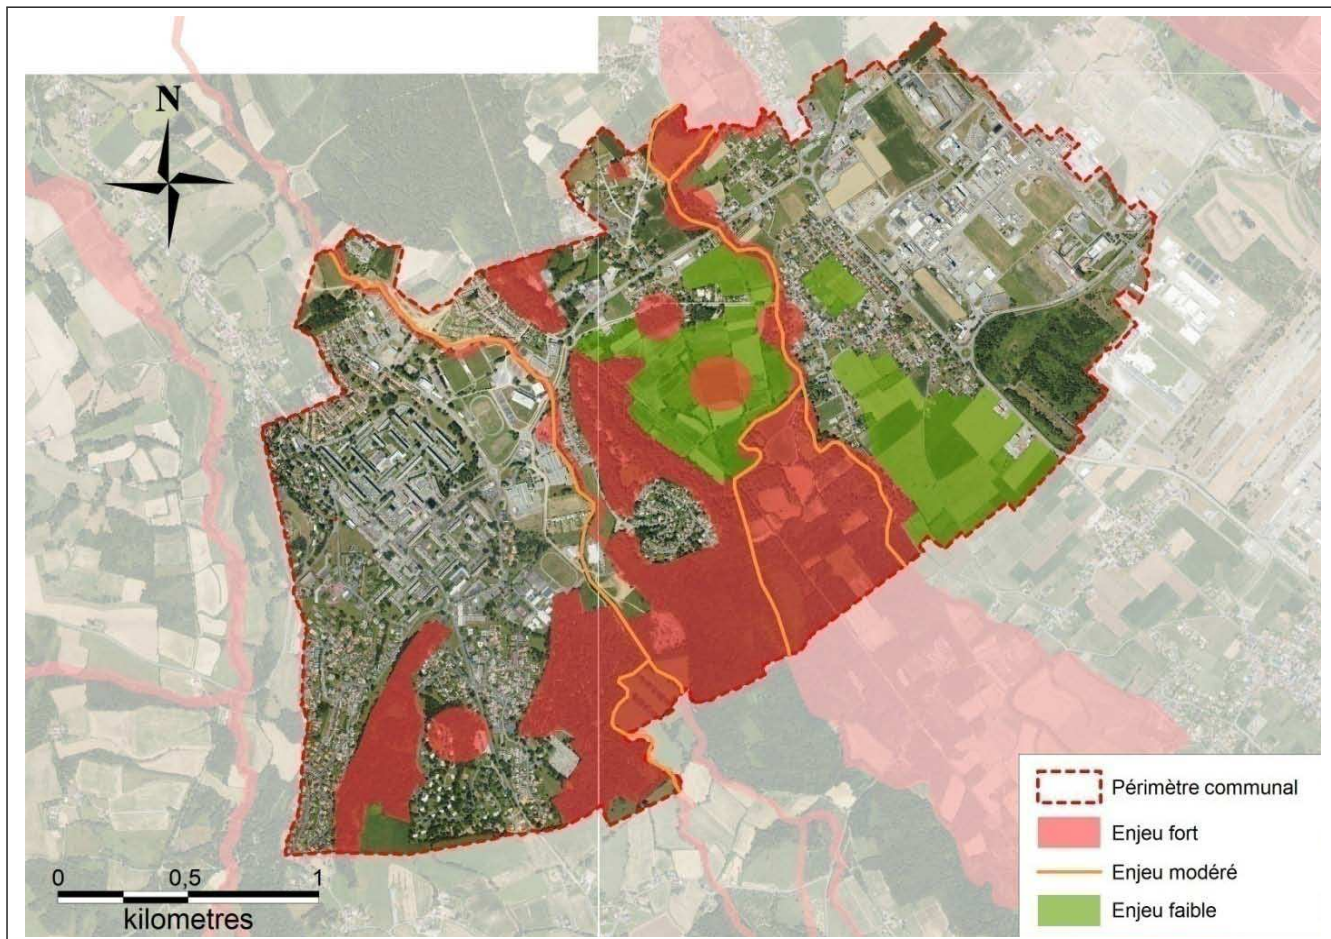 N
Périmètre communal
Enjeu fort
Enjeu modéré
Enjeu faible
0 0,5 1
kilometres